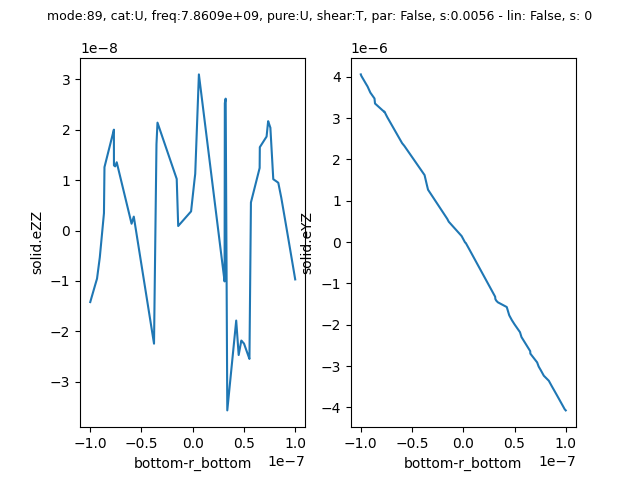 mode:89, cat:U, freq:7.8609e+09, pure:U, shear:T, par: False, s:0.0056 - lin: False, s: 0
1e−8
3
2
1
0
−1
−2
−3
solid.eZZ
−1.0 −0.5 0.0 0.5 1.0
bottom-r_bottom 1e−7
1e−6
4
3
2
1
0
−1
−2
−3
−4
solid.eYZ
−1.0 −0.5 0.0 0.5 1.0
bottom-r_bottom 1e−7